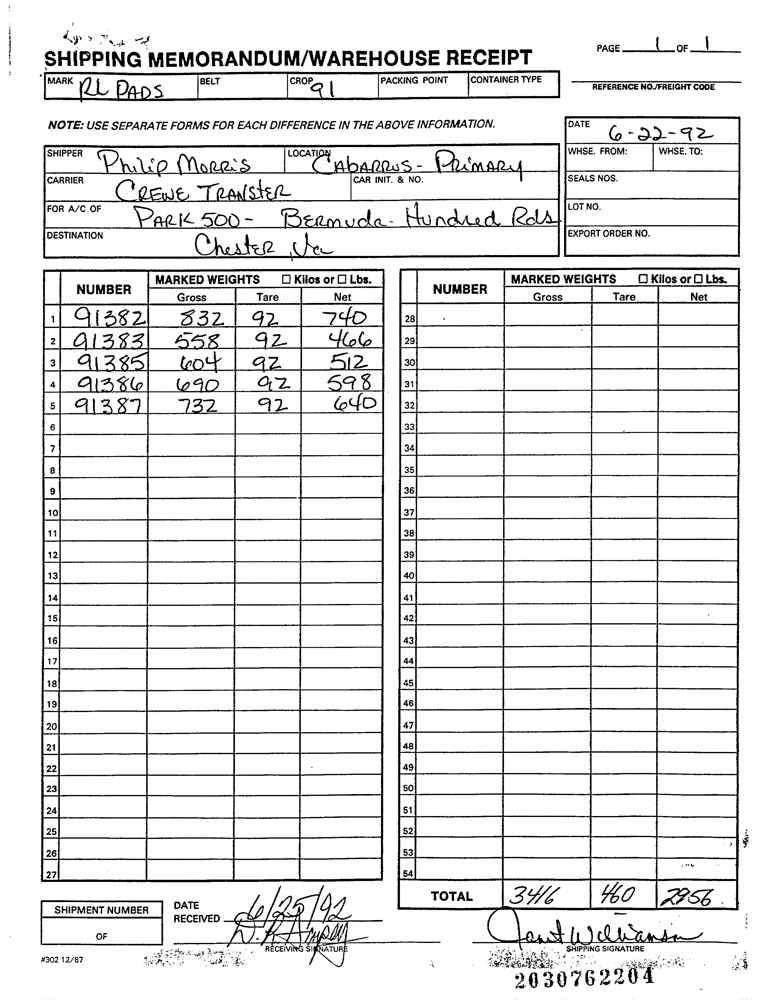 SHIPPING MEMORANDUM/WAREHOUSE RECEIPT
PAGE 1 OF 1
MARK RL PADS BELT CROP 91 PACKING POINT CONTAINER TYPE
REFERENCE NO./FREIGHT CODE
NOTE: USE SEPARATE FORMS FOR EACH DIFFERENCE IN THE ABOVE INFORMATION.
DATE 6-22-92
SHIPPER Philip Morris LOCATION Cabarrus - Primary
WHSE. FROM: WHSE. TO:
CARRIER Crewe Transter CAR INIT. & NO.
SEALS NOS.
FOR A/C OF Park 500 - Bermuda-Hundred Rds
LOT NO.
DESTINATION Chester, Va
EXPORT ORDER NO.
NUMBER MARKED WEIGHTS ☐ Kilos or ☐ Lbs.
Gross Tare Net
1 91382 832 92 740
2 91383 558 92 466
3 91385 604 92 512
4 91386 690 92 598
5 91387 732 92 640
6
7
8
9
10
11
12
13
14
15
16
17
18
19
20
21
22
23
24
25
26
27
NUMBER MARKED WEIGHTS ☐ Kilos or ☐ Lbs.
Gross Tare Net
28
29
30
31
32
33
34
35
36
37
38
39
40
41
42
43
44
45
46
47
48
49
50
51
52
53
54
TOTAL 3416 460 2956
SHIPMENT NUMBER
OF
DATE RECEIVED 6/25/92
RECEIVING SIGNATURE
Janet Williamson
SHIPPING SIGNATURE
#302 12/87
2030762204